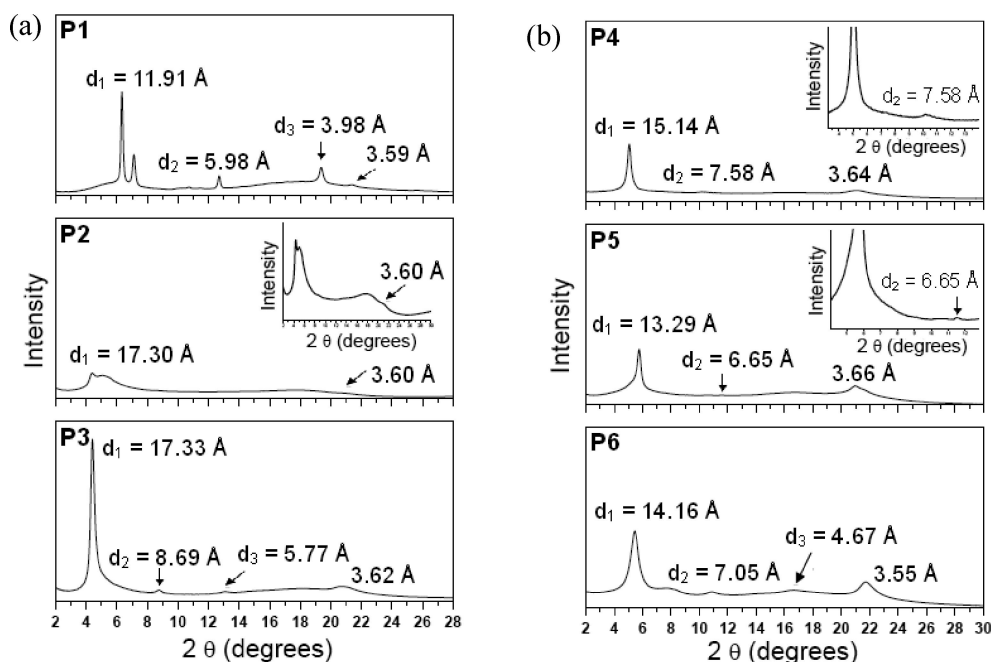 (a)
P1
d₁ = 11.91 Å
d₂ = 5.98 Å
d₃ = 3.98 Å
3.59 Å
P2
Intensity
3.60 Å
2 θ (degrees)
d₁ = 17.30 Å
3.60 Å
Intensity
P3
d₁ = 17.33 Å
d₂ = 8.69 Å
d₃ = 5.77 Å
3.62 Å
2 4 6 8 10 12 14 16 18 20 22 24 26 28
2 θ (degrees)
(b)
P4
Intensity
d₂ = 7.58 Å
2 θ (degrees)
d₁ = 15.14 Å
d₂ = 7.58 Å
3.64 Å
P5
Intensity
d₂ = 6.65 Å
2 θ (degrees)
d₁ = 13.29 Å
d₂ = 6.65 Å
3.66 Å
Intensity
P6
d₁ = 14.16 Å
d₂ = 7.05 Å
d₃ = 4.67 Å
3.55 Å
2 4 6 8 10 12 14 16 18 20 22 24 26 28 30
2 θ (degrees)